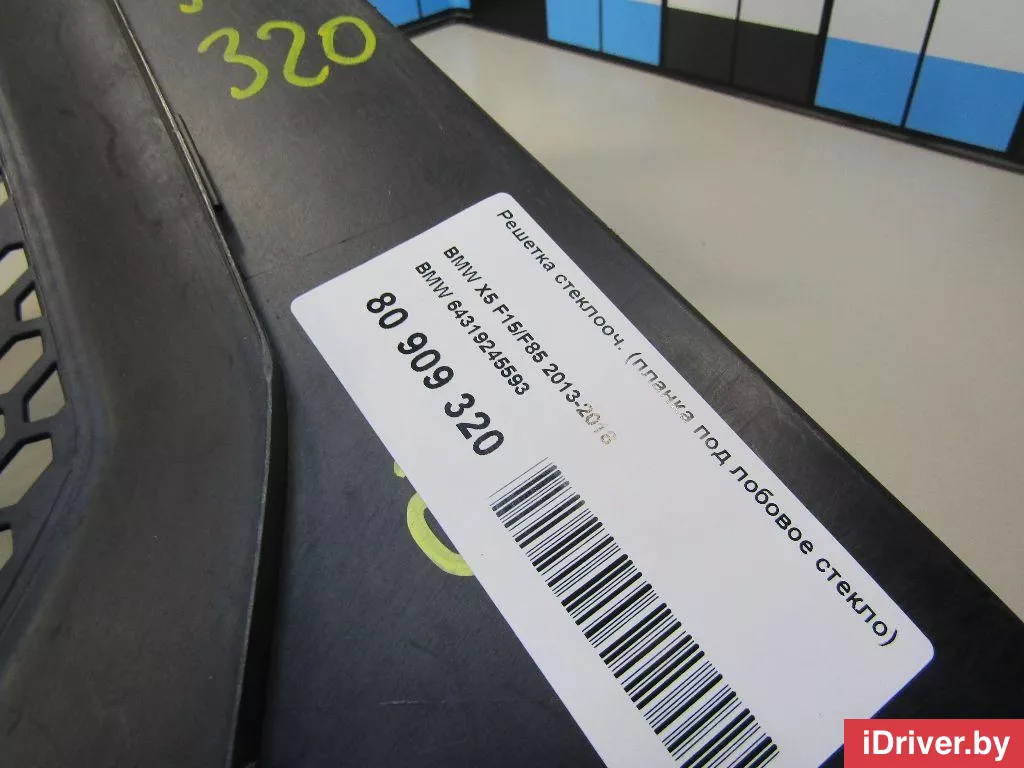 320
Решетка стеклооч. (планка под лобовое стекло)
BMW X5 F15/F85 2013-2018
BMW 64319245593
80 909 320
iDriver.by